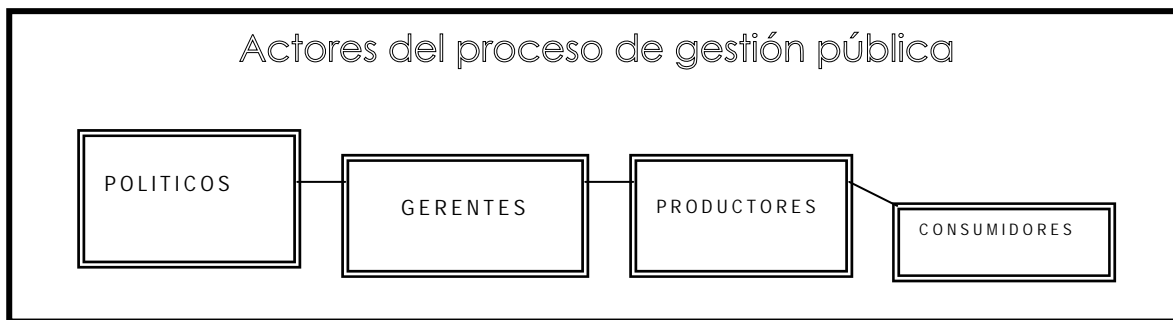 Actores del proceso de gestión pública
POLITICOS
GERENTES
PRODUCTORES
CONSUMIDORES